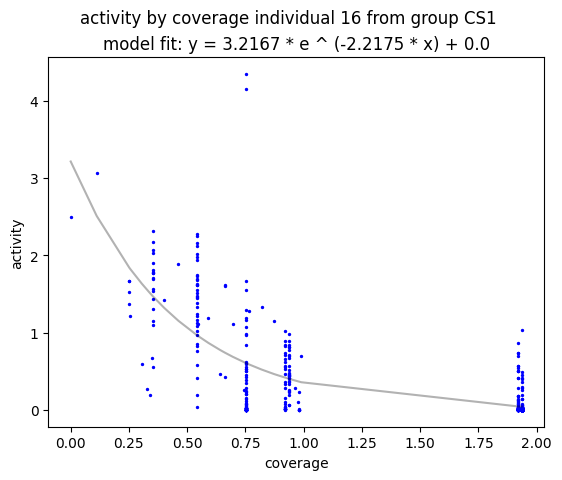 activity by coverage individual 16 from group CS1
model fit: y = 3.2167 * e ^ (-2.2175 * x) + 0.0
4
3
2
1
0
activity
0.00 0.25 0.50 0.75 1.00 1.25 1.50 1.75 2.00
coverage